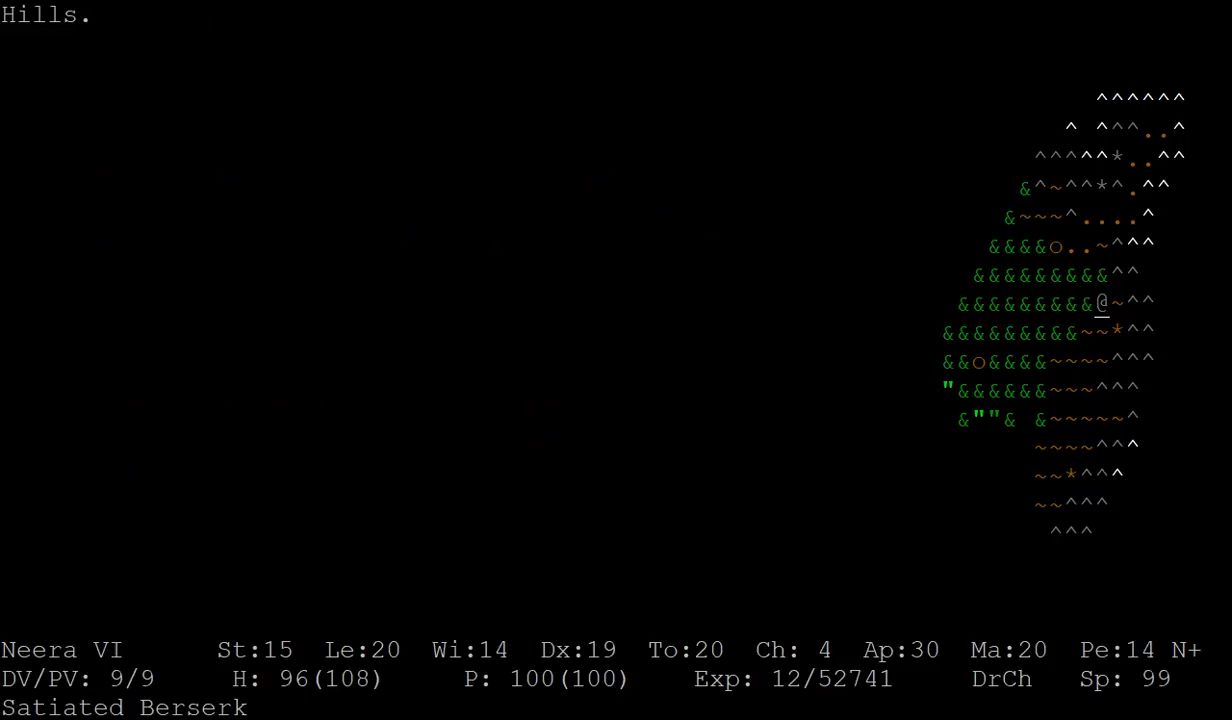 Hills.
^^^^^^
^ ^^^..^
^^^^^*..^^
&^~^^*^.^^
&~~~^....^
&&&&o..~^^^
&&&&&&&&&^^
&&&&&&&&&@~^^
&&&&&&&&&~~*^^
&&o&&&&~~~~^^^
"&&&&&&~~~^^^
&""& &~~~~~^
~~~~^^^
~~*^^^
~~^^^
^^^
Neera VI St:15 Le:20 Wi:14 Dx:19 To:20 Ch: 4 Ap:30 Ma:20 Pe:14 N+
DV/PV: 9/9 H: 96(108) P: 100(100) Exp: 12/52741 DrCh Sp: 99
Satiated Berserk